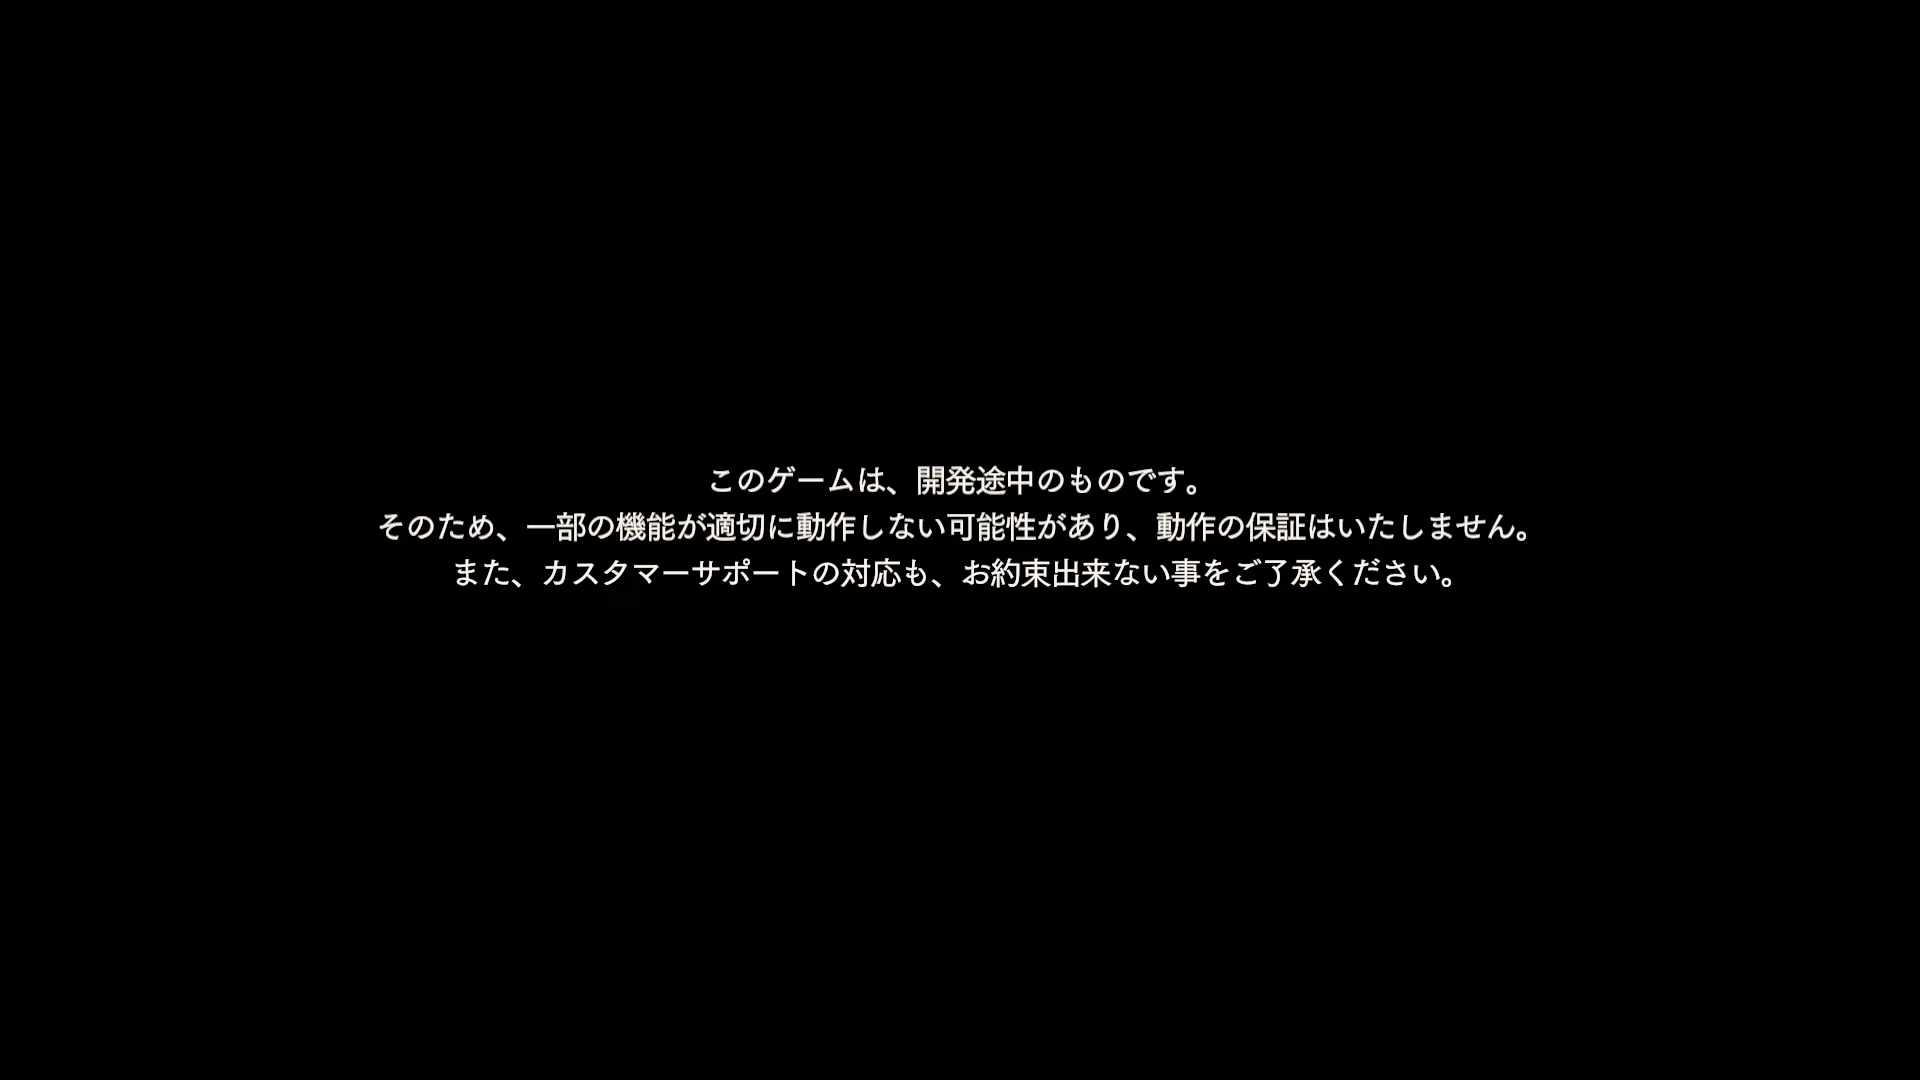 このゲームは、開発途中のものです。
そのため、一部の機能が適切に動作しない可能性があり、動作の保証はいたしません。
また、カスタマーサポートの対応も、お約束出来ない事をご了承ください。